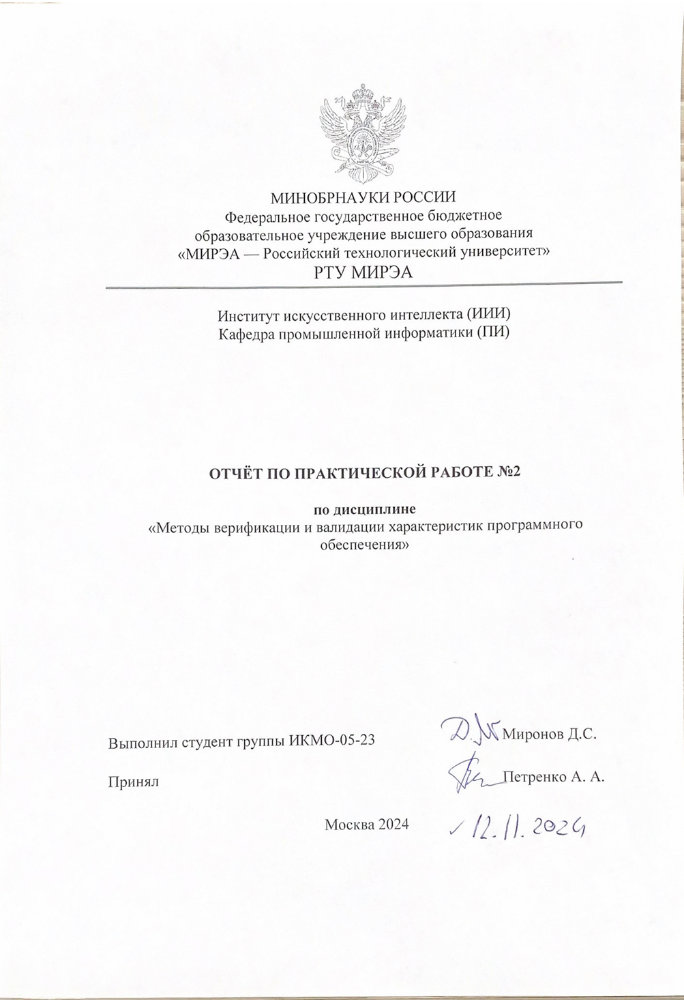 МИНОБРНАУКИ РОССИИ
Федеральное государственное бюджетное
образовательное учреждение высшего образования
«МИРЭА — Российский технологический университет»
РТУ МИРЭА
Институт искусственного интеллекта (ИИИ)
Кафедра промышленной информатики (ПИ)
ОТЧЁТ ПО ПРАКТИЧЕСКОЙ РАБОТЕ №2
по дисциплине
«Методы верификации и валидации характеристик программного
обеспечения»
Выполнил студент группы ИКМО-05-23 Миронов Д.С.
Принял Петренко А. А.
Москва 2024 ✓ 12.11.2024